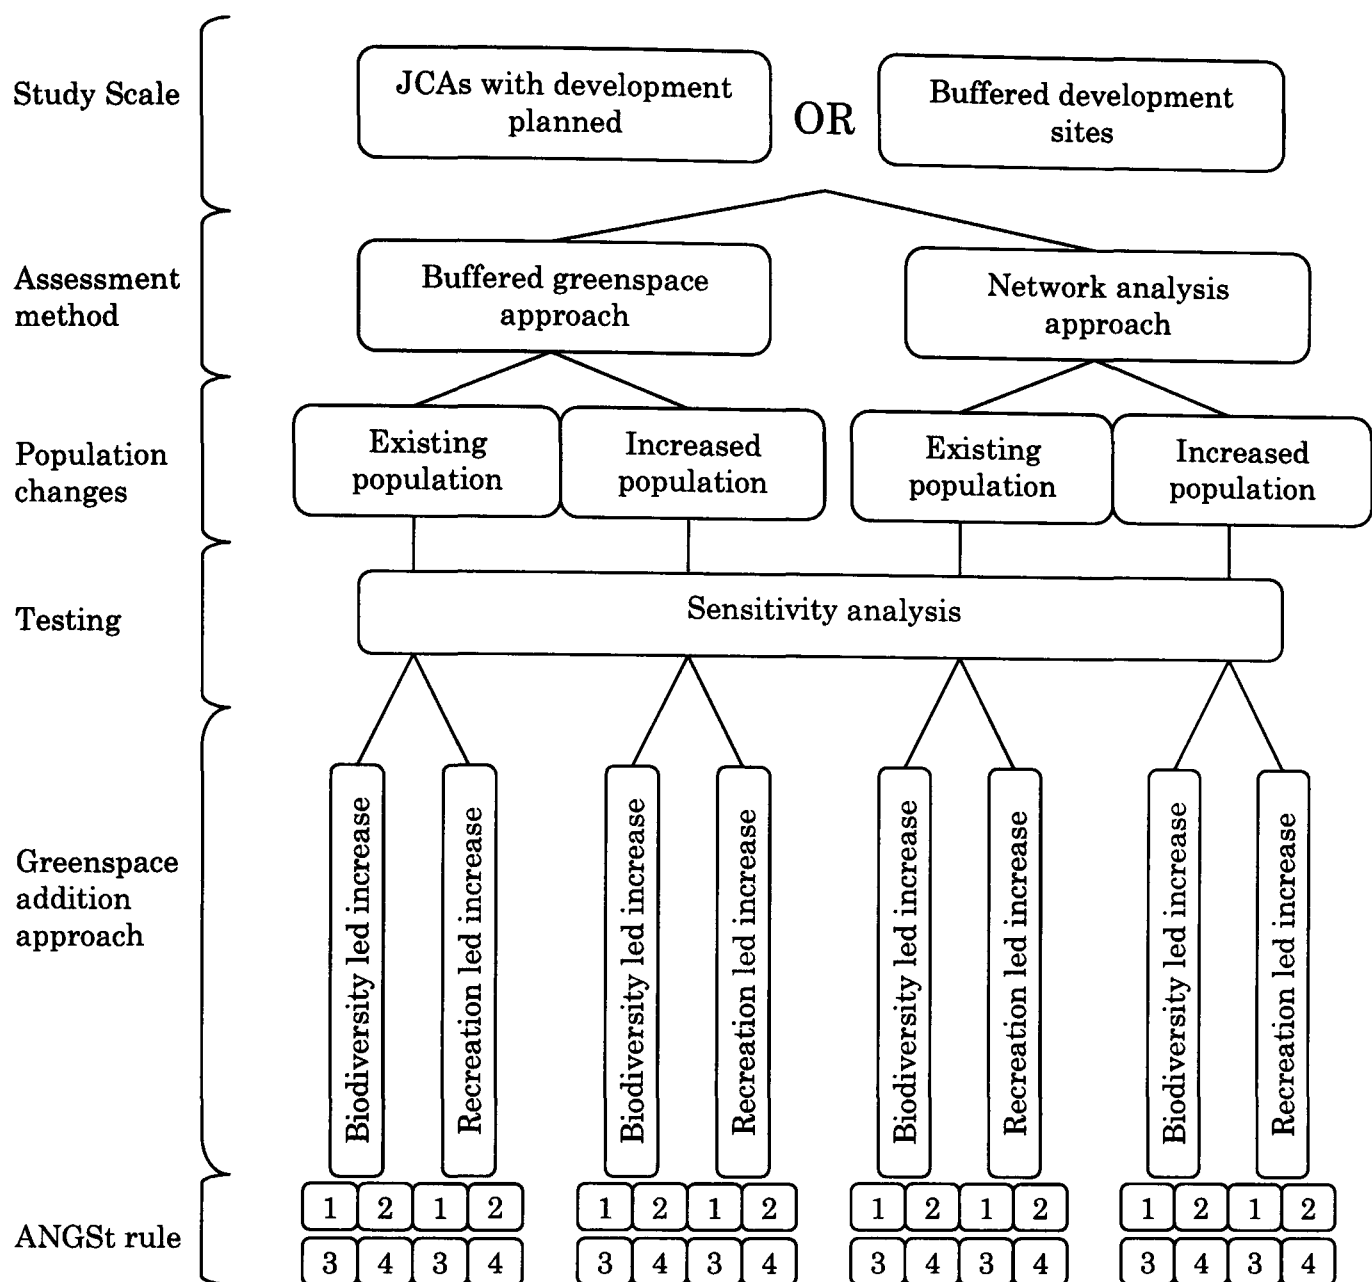 Study Scale
JCAs with development
planned
OR
Buffered development
sites
Assessment
method
Buffered greenspace
approach
Network analysis
approach
Population
changes
Existing
population
Increased
population
Existing
population
Increased
population
Testing
Sensitivity analysis
Greenspace
addition
approach
Biodiversity led increase
Recreation led increase
Biodiversity led increase
Recreation led increase
Biodiversity led increase
Recreation led increase
Biodiversity led increase
Recreation led increase
ANGSt rule
1 2 1 2 1 2 1 2 1 2 1 2 1 2 1 2
3 4 3 4 3 4 3 4 3 4 3 4 3 4 3 4